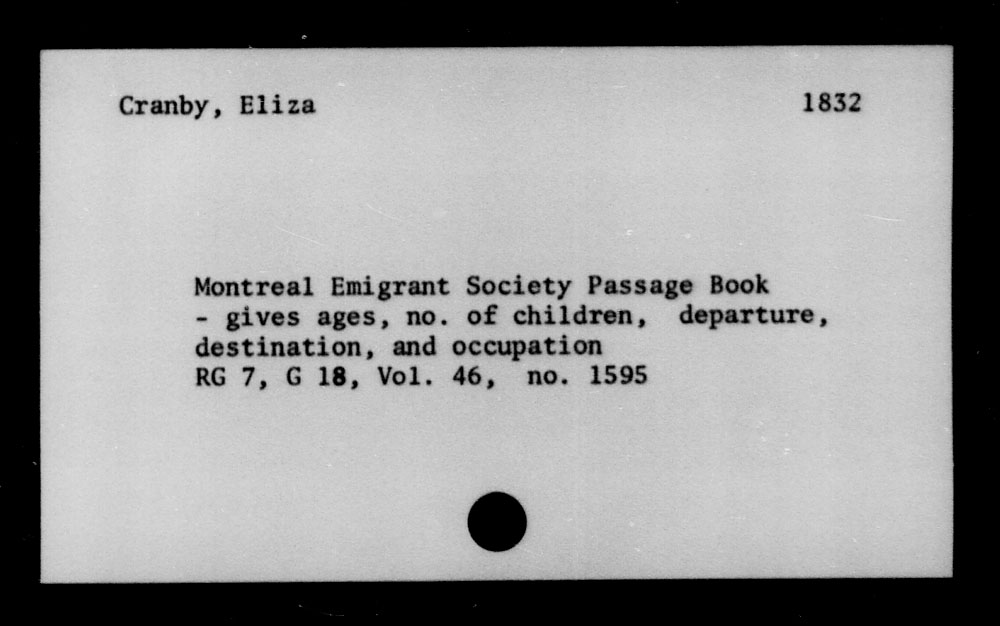 Cranby, Eliza 1832
Montreal Emigrant Society Passage Book
- gives ages, no. of children, departure,
destination, and occupation
RG 7, G 18, Vol. 46, no. 1595